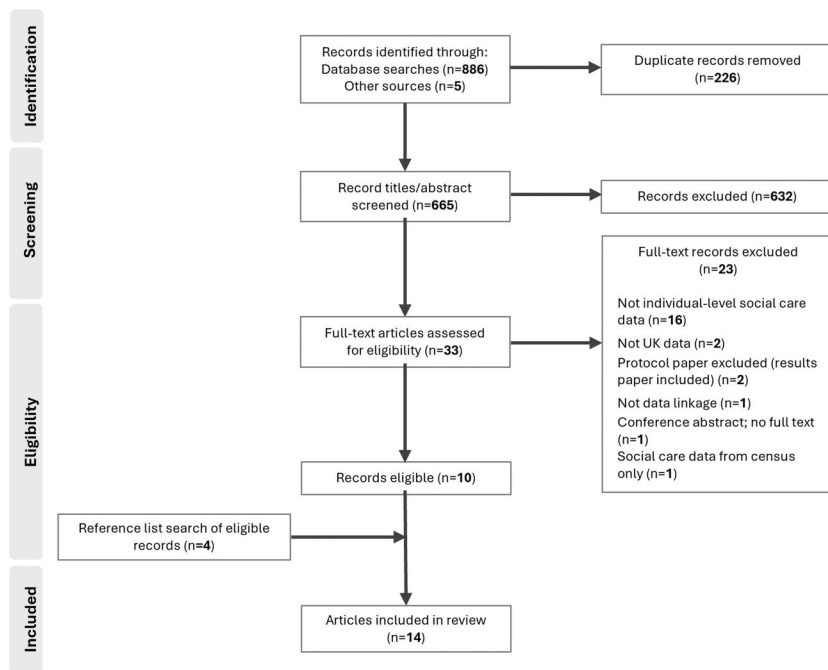 Identification
Records identified through:
Database searches (n=886)
Other sources (n=5)
Duplicate records removed
(n=226)
Screening
Record titles/abstract
screened (n=665)
Records excluded (n=632)
Full-text records excluded
(n=23)
Not individual-level social care
data (n=16)
Not UK data (n=2)
Protocol paper excluded (results
paper included) (n=2)
Not data linkage (n=1)
Conference abstract; no full text
(n=1)
Social care data from census
only (n=1)
Eligibility
Full-text articles assessed
for eligibility (n=33)
Records eligible (n=10)
Reference list search of eligible
records (n=4)
Included
Articles included in review
(n=14)